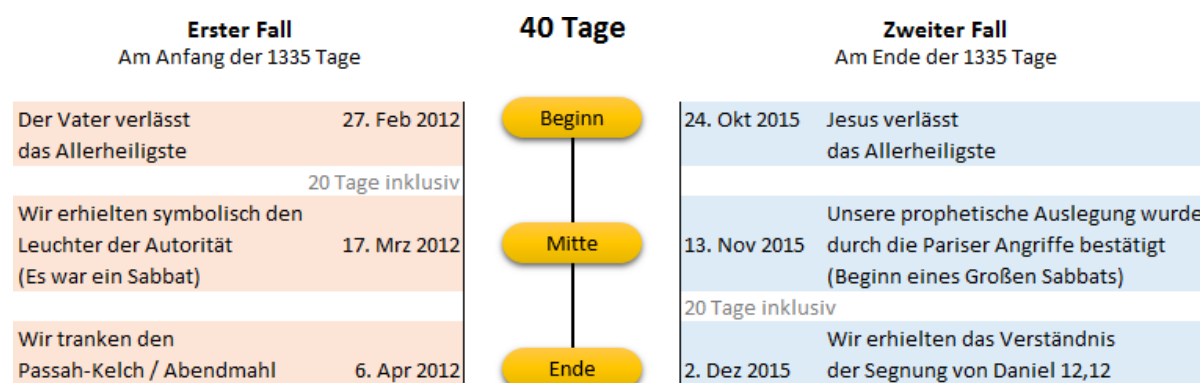 Erster Fall
Am Anfang der 1335 Tage
40 Tage
Zweiter Fall
Am Ende der 1335 Tage
Der Vater verlässt 27. Feb 2012
das Allerheiligste
Beginn
24. Okt 2015 Jesus verlässt
das Allerheiligste
20 Tage inklusiv
Wir erhielten symbolisch den
Leuchter der Autorität 17. Mrz 2012
(Es war ein Sabbat)
Mitte
Unsere prophetische Auslegung wurde
13. Nov 2015 durch die Pariser Angriffe bestätigt
(Beginn eines Großen Sabbats)
20 Tage inklusiv
Wir tranken den
Passah-Kelch / Abendmahl 6. Apr 2012
Ende
Wir erhielten das Verständnis
2. Dez 2015 der Segnung von Daniel 12,12